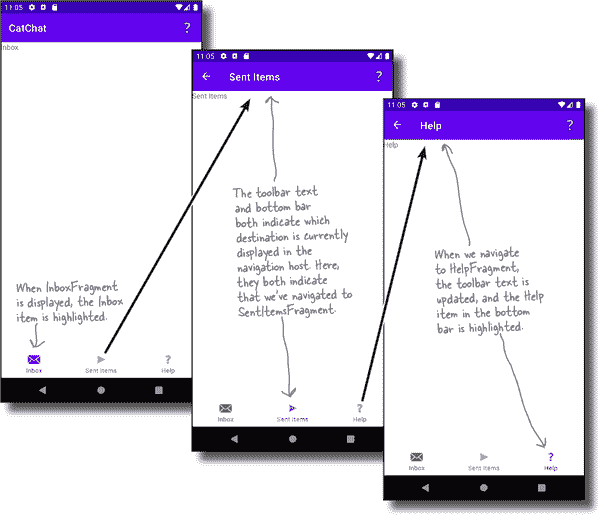 11:05
CatChat
?
Inbox
When InboxFragment
is displayed, the Inbox
item is highlighted.
Inbox
Sent Items
?
Help
11:05
Sent Items
?
Sent Items
The toolbar text
and bottom bar
both indicate which
destination is currently
displayed in the
navigation host. Here,
they both indicate
that we've navigated to
SentItemsFragment.
Inbox
Sent Items
?
Help
11:05
Help
?
Help
When we navigate
to HelpFragment,
the toolbar text is
updated, and the Help
item in the bottom
bar is highlighted.
Inbox
Sent Items
?
Help